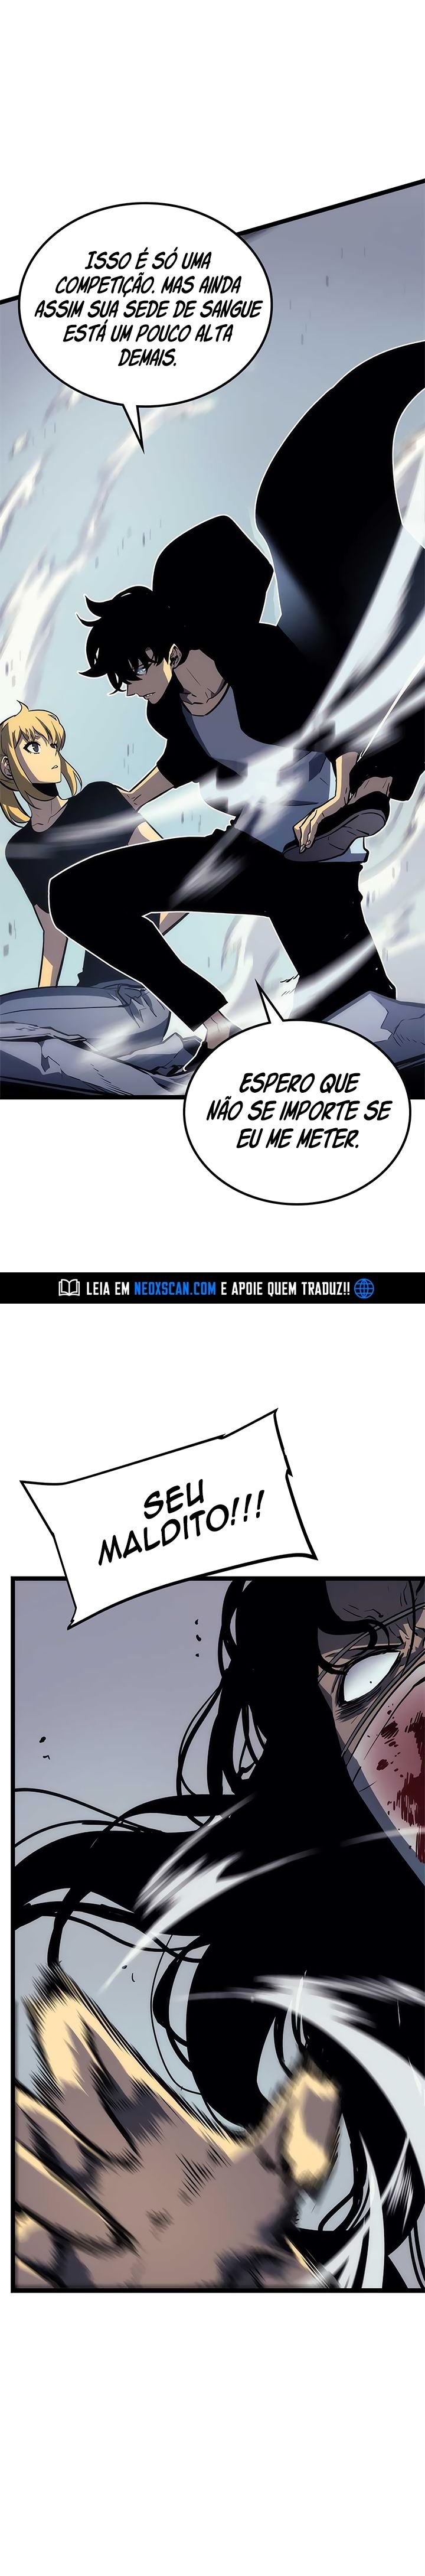 ISSO É SÓ UMA
COMPETIÇÃO. MAS AINDA
ASSIM SUA SEDE DE SANGUE
ESTÁ UM POUCO ALTA
DEMAIS.
ESPERO QUE
NÃO SE IMPORTE SE
EU ME METER.
LEIA EM NEOXSCAN.COM E APOIE QUEM TRADUZ!!
SEU
MALDITO!!!